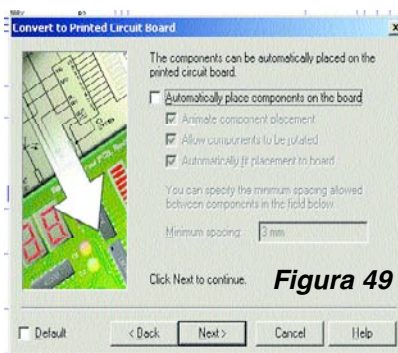 Convert to Printed Circuit Board
The components can be automatically placed on the
printed circuit board.
Automatically place components on the board
Animate component placement
Allow components to be rotated
Automatically fit placement to board
You can specify the minimum spacing allowed
between components in the field below.
Minimum spacing: 3 mm
Click Next to continue.
Figura 49
Default < Back Next > Cancel Help